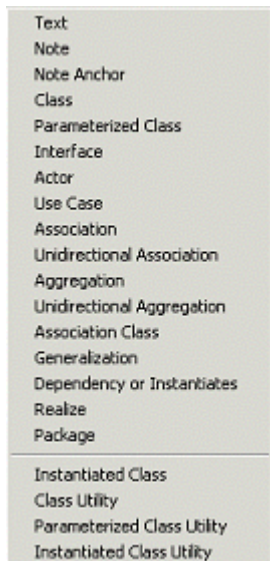 Text
Note
Note Anchor
Class
Parameterized Class
Interface
Actor
Use Case
Association
Unidirectional Association
Aggregation
Unidirectional Aggregation
Association Class
Generalization
Dependency or Instantiates
Realize
Package
Instantiated Class
Class Utility
Parameterized Class Utility
Instantiated Class Utility